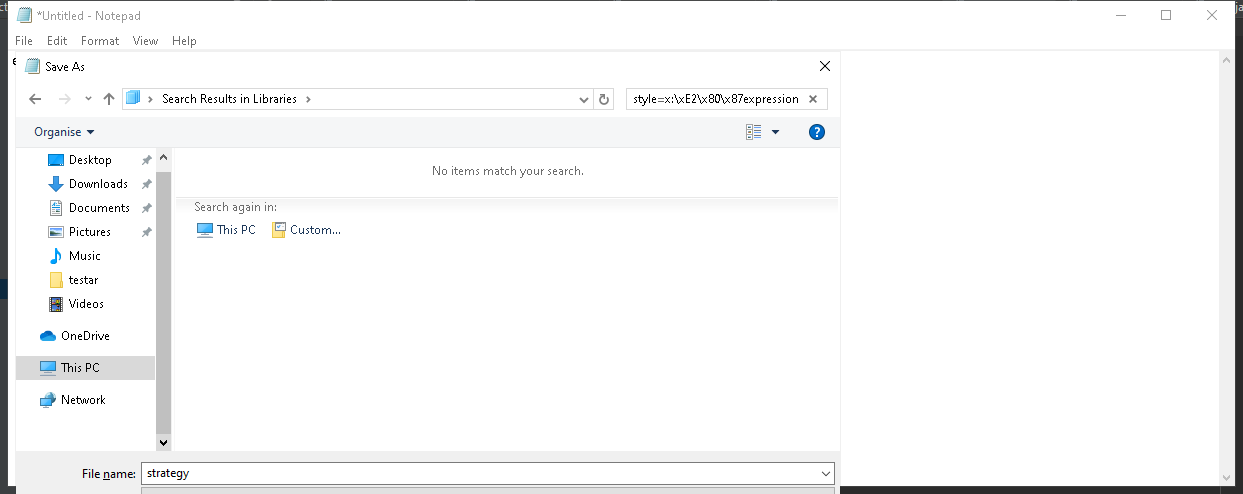 *Untitled - Notepad
File Edit Format View Help
Save As
Search Results in Libraries
style=x:\xE2\x80\x87expression
Organise
Desktop
Downloads
Documents
Pictures
Music
testar
Videos
OneDrive
This PC
Network
No items match your search.
Search again in:
This PC Custom...
File name: strategy